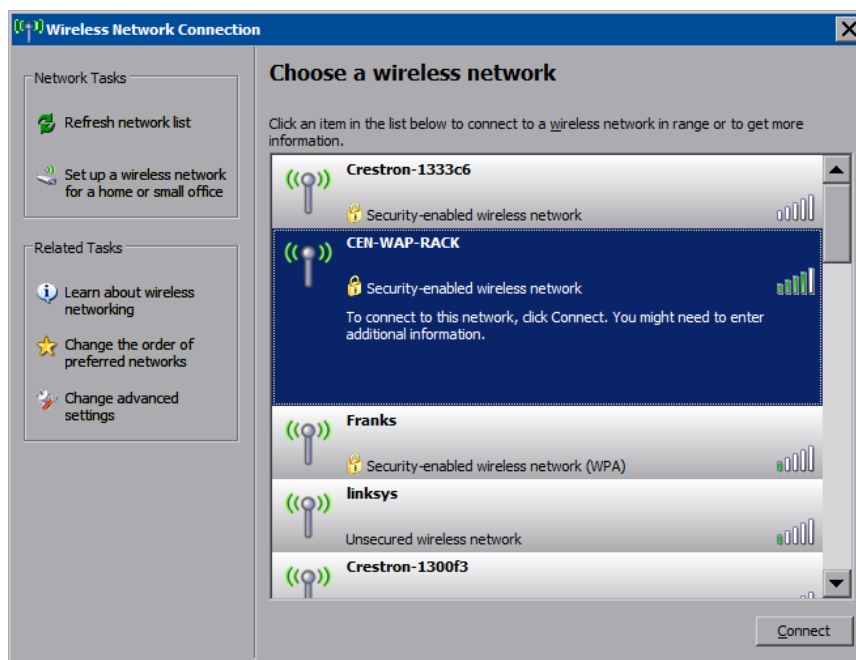 Wireless Network Connection
Network Tasks
Refresh network list
Set up a wireless network
for a home or small office
Related Tasks
Learn about wireless
networking
Change the order of
preferred networks
Change advanced
settings
Choose a wireless network
Click an item in the list below to connect to a wireless network in range or to get more
information.
Crestron-1333c6
Security-enabled wireless network
CEN-WAP-RACK
Security-enabled wireless network
To connect to this network, click Connect. You might need to enter
additional information.
Franks
Security-enabled wireless network (WPA)
linksys
Unsecured wireless network
Crestron-1300f3
Connect